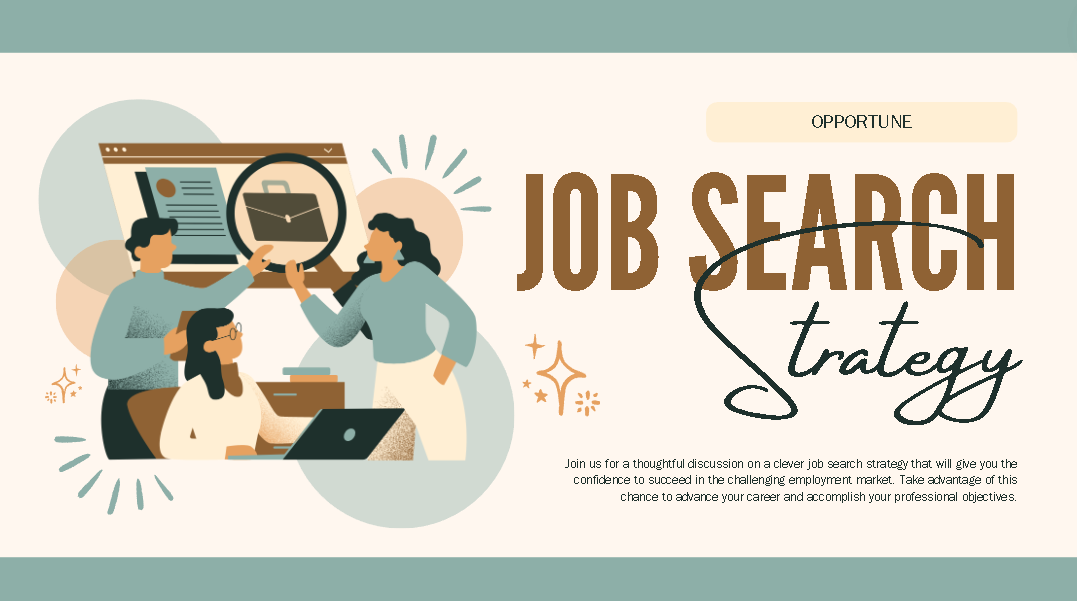 OPPORTUNE
JOB SEARCH
Strategy
Join us for a thoughtful discussion on a clever job search strategy that will give you the
confidence to succeed in the challenging employment market. Take advantage of this
chance to advance your career and accomplish your professional objectives.